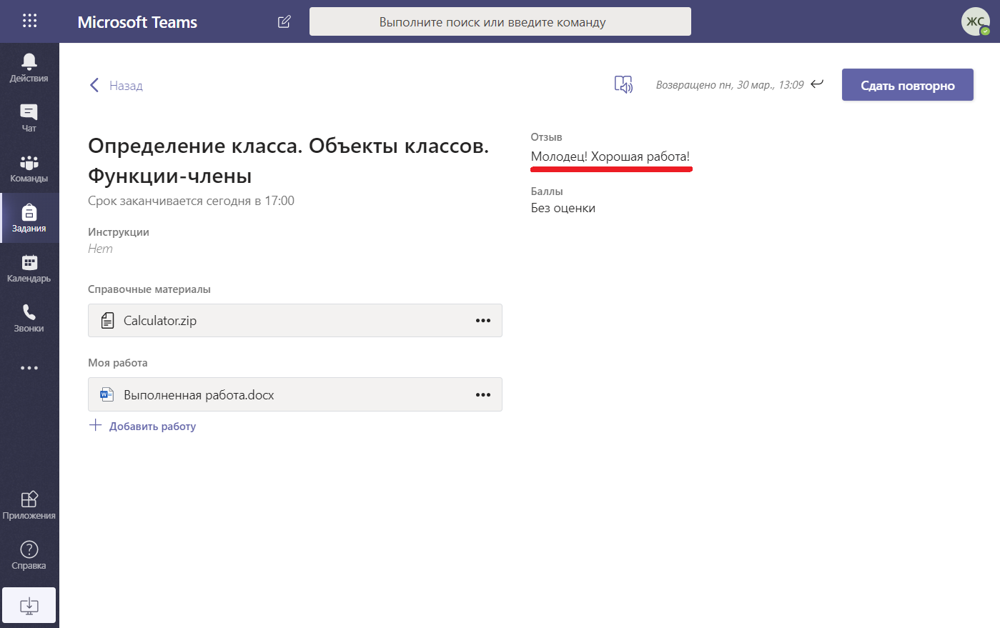 Microsoft Teams
Выполните поиск или введите команду
ЖС
Действия
Чат
Команды
Задания
Календарь
Звонки
Приложения
Справка
Назад
Возвращено пн, 30 мар., 13:09
Сдать повторно
Определение класса. Объекты классов.
Функции-члены
Срок заканчивается сегодня в 17:00
Инструкции
Нет
Справочные материалы
Calculator.zip
Моя работа
Выполненная работа.docx
Добавить работу
Отзыв
Молодец! Хорошая работа!
Баллы
Без оценки